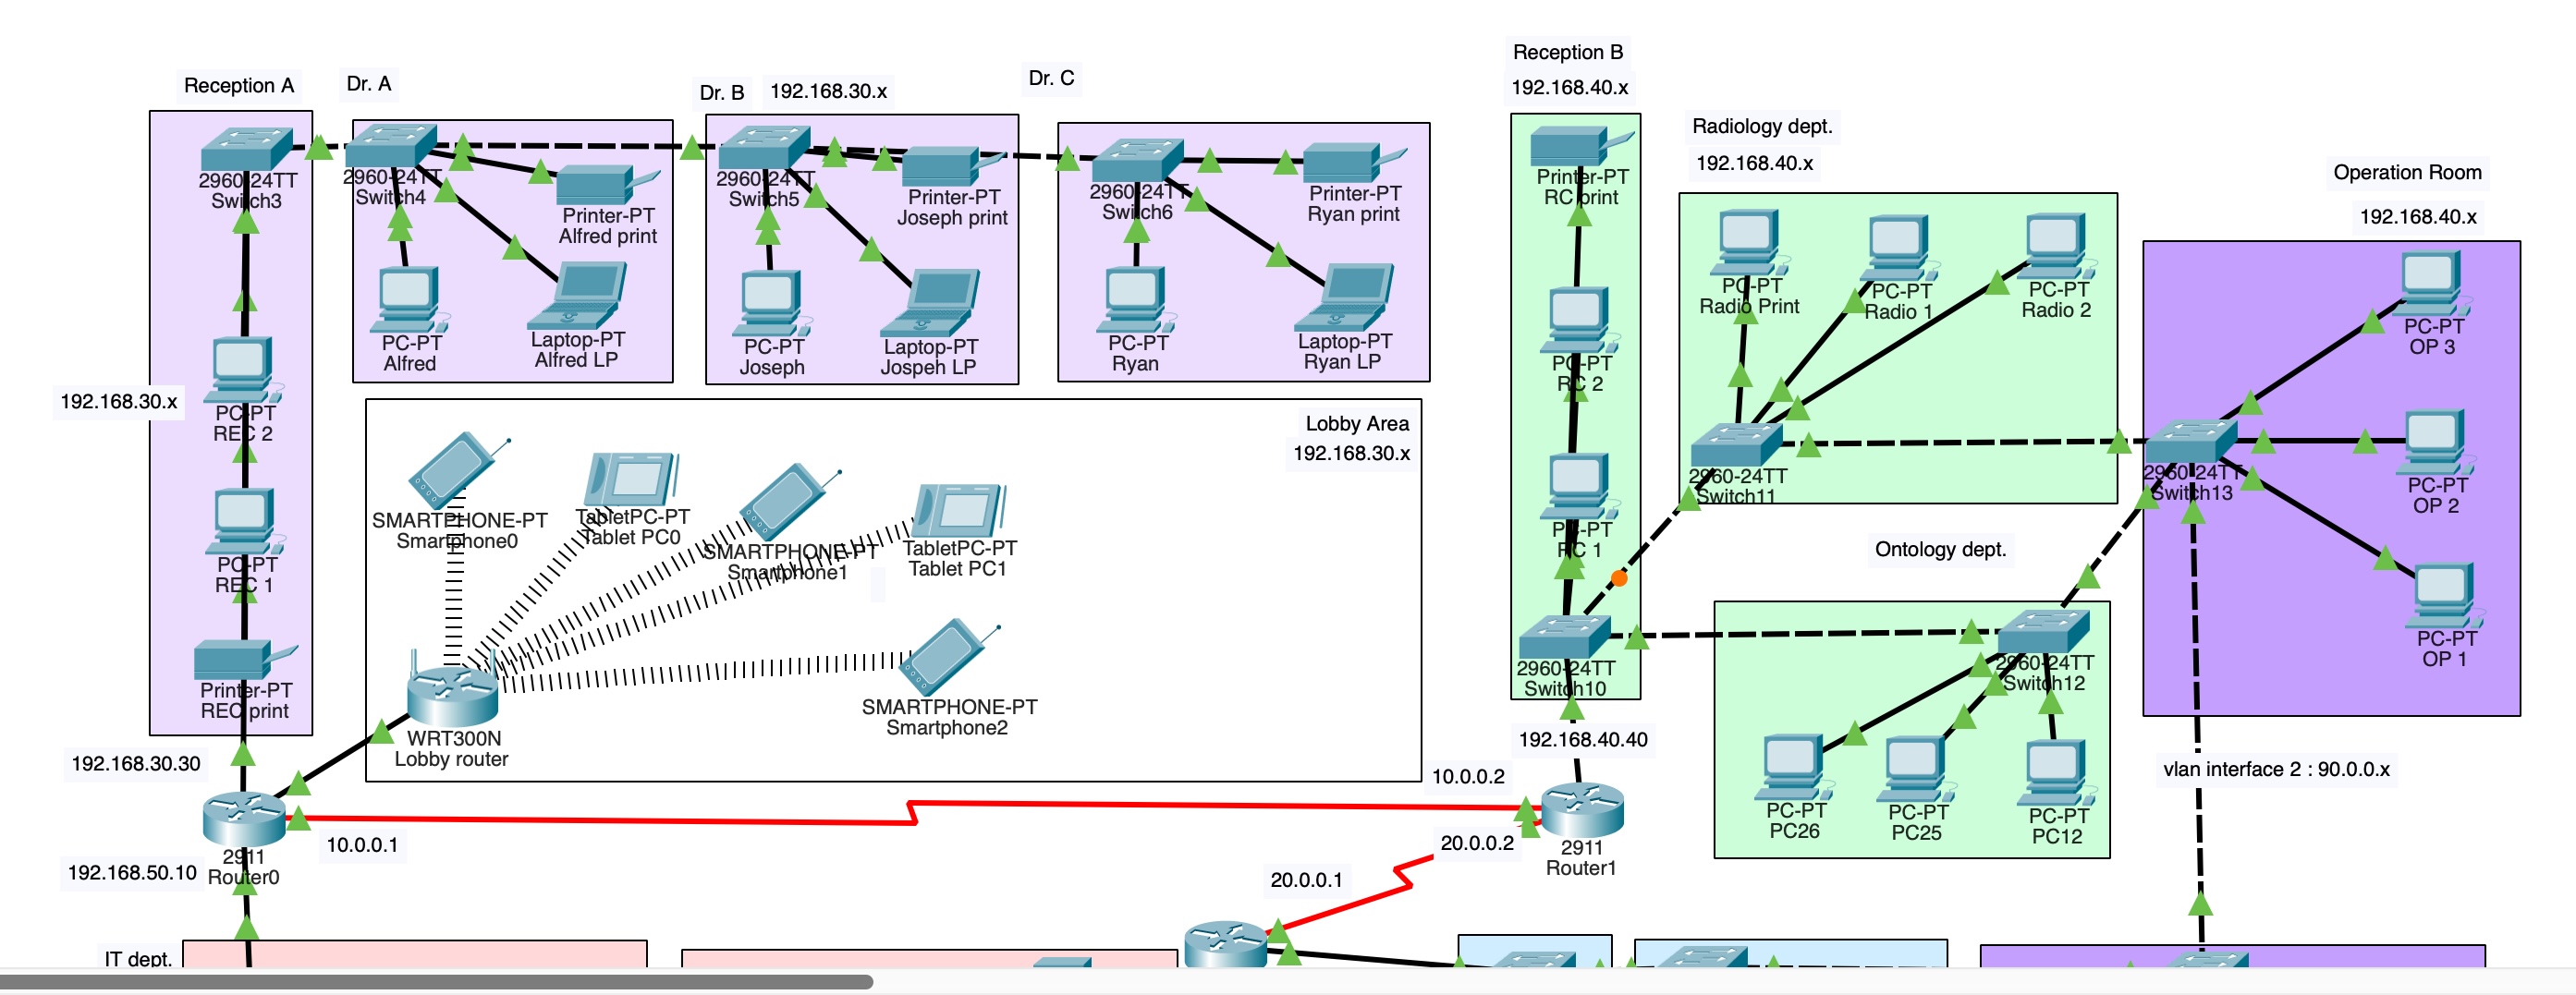 Reception A
Dr. A
Dr. B
192.168.30.x
Dr. C
Reception B
192.168.40.x
Radiology dept.
192.168.40.x
Operation Room
192.168.40.x
2960-24TT
Switch3
2960-24TT
Switch4
Printer-PT
Alfred print
PC-PT
Alfred
Laptop-PT
Alfred LP
2960-24TT
Switch5
Printer-PT
Joseph print
PC-PT
Joseph
Laptop-PT
Jospeh LP
2960-24TT
Switch6
Printer-PT
Ryan print
PC-PT
Ryan
Laptop-PT
Ryan LP
192.168.30.x
PC-PT
REC 2
PC-PT
REC 1
Printer-PT
REC print
Lobby Area
192.168.30.x
SMARTPHONE-PT
Smartphone0
TabletPC-PT
Tablet PC0
SMARTPHONE-PT
Smartphone1
TabletPC-PT
Tablet PC1
SMARTPHONE-PT
Smartphone2
WRT300N
Lobby router
Printer-PT
RC print
PC-PT
RC 2
PC-PT
RC 1
2960-24TT
Switch10
PC-PT
Radio Print
PC-PT
Radio 1
PC-PT
Radio 2
2960-24TT
Switch11
PC-PT
OP 3
2960-24TT
Switch13
PC-PT
OP 2
PC-PT
OP 1
Ontology dept.
2960-24TT
Switch12
PC-PT
PC26
PC-PT
PC25
PC-PT
PC12
vlan interface 2 : 90.0.0.x
192.168.40.40
192.168.30.30
10.0.0.2
10.0.0.1
20.0.0.2
2911
Router1
20.0.0.1
2911
Router0
192.168.50.10
IT dept.